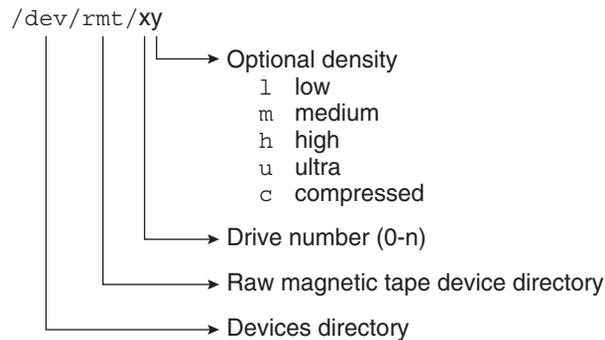 /dev/rmt/xy
Optional density
l low
m medium
h high
u ultra
c compressed
Drive number (0-n)
Raw magnetic tape device directory
Devices directory